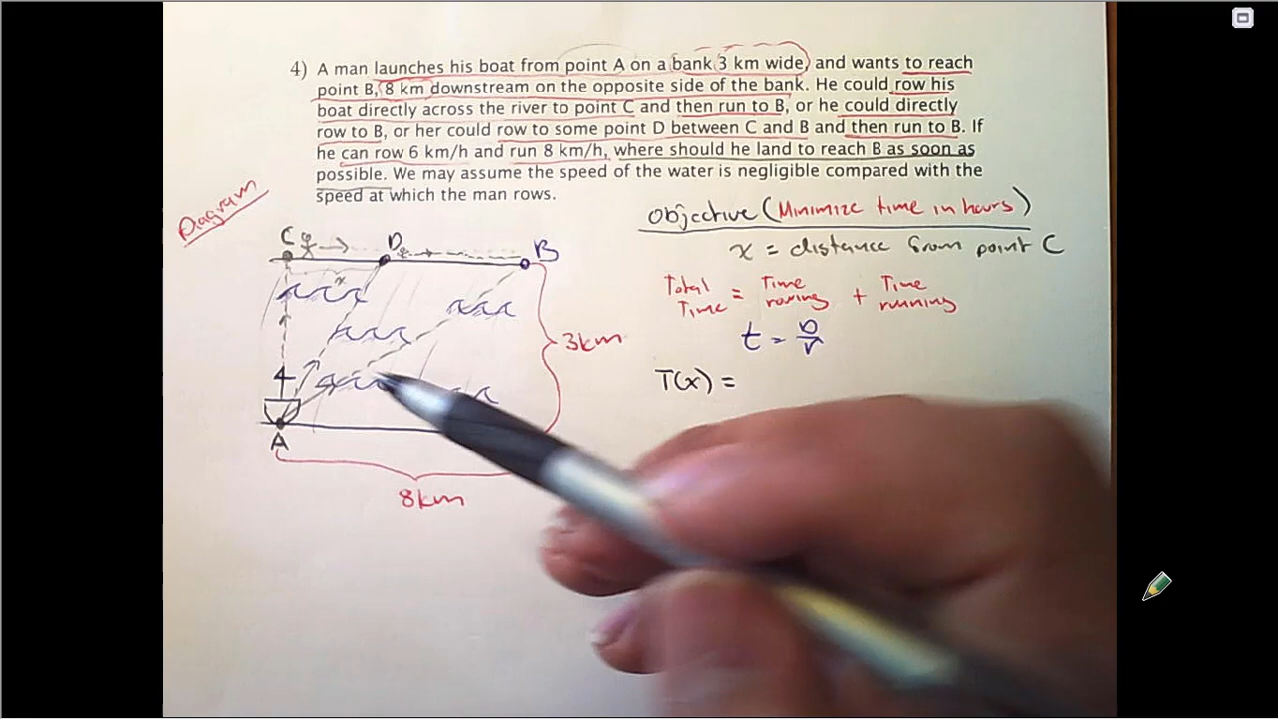 4) A man launches his boat from point A on a bank 3 km wide, and wants to reach
point B, 8 km downstream on the opposite side of the bank. He could row his
boat directly across the river to point C and then run to B, or he could directly
row to B, or her could row to some point D between C and B and then run to B. If
he can row 6 km/h and run 8 km/h, where should he land to reach B as soon as
possible. We may assume the speed of the water is negligible compared with the
speed at which the man rows.
Diagram
Objective (Minimize time in hours)
x = distance from point C
Total Time = Time rowing + Time running
t = D/r
T(x) =
C
D
B
x
3km
A
8km